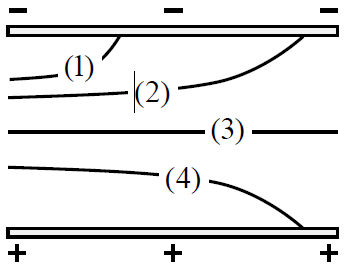 − − −
(1)
(2)
(3)
(4)
+ + +